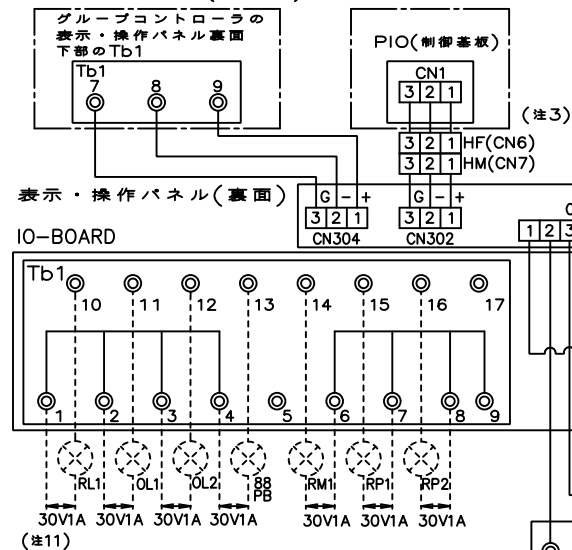 グループコントローラの
表示・操作パネル裏面
下部のTb1
Tb1
7 8 9
PIO(制御基板)
CN1
3 2 1
(注3)
3 2 1 HF(CN6)
3 2 1 HM(CN7)
表示・操作パネル(裏面)
G - +
3 2 1
CN304
G - +
3 2 1
CN302
1 2 3
IO-BOARD
Tb1
10 11 12 13 14 15 16 17
1 2 3 4 5 6 7 8 9
RL1 OL1 OL2 88 RM1 RP1 RP2
PB
30V1A 30V1A 30V1A 30V1A 30V1A 30V1A 30V1A
(注11)